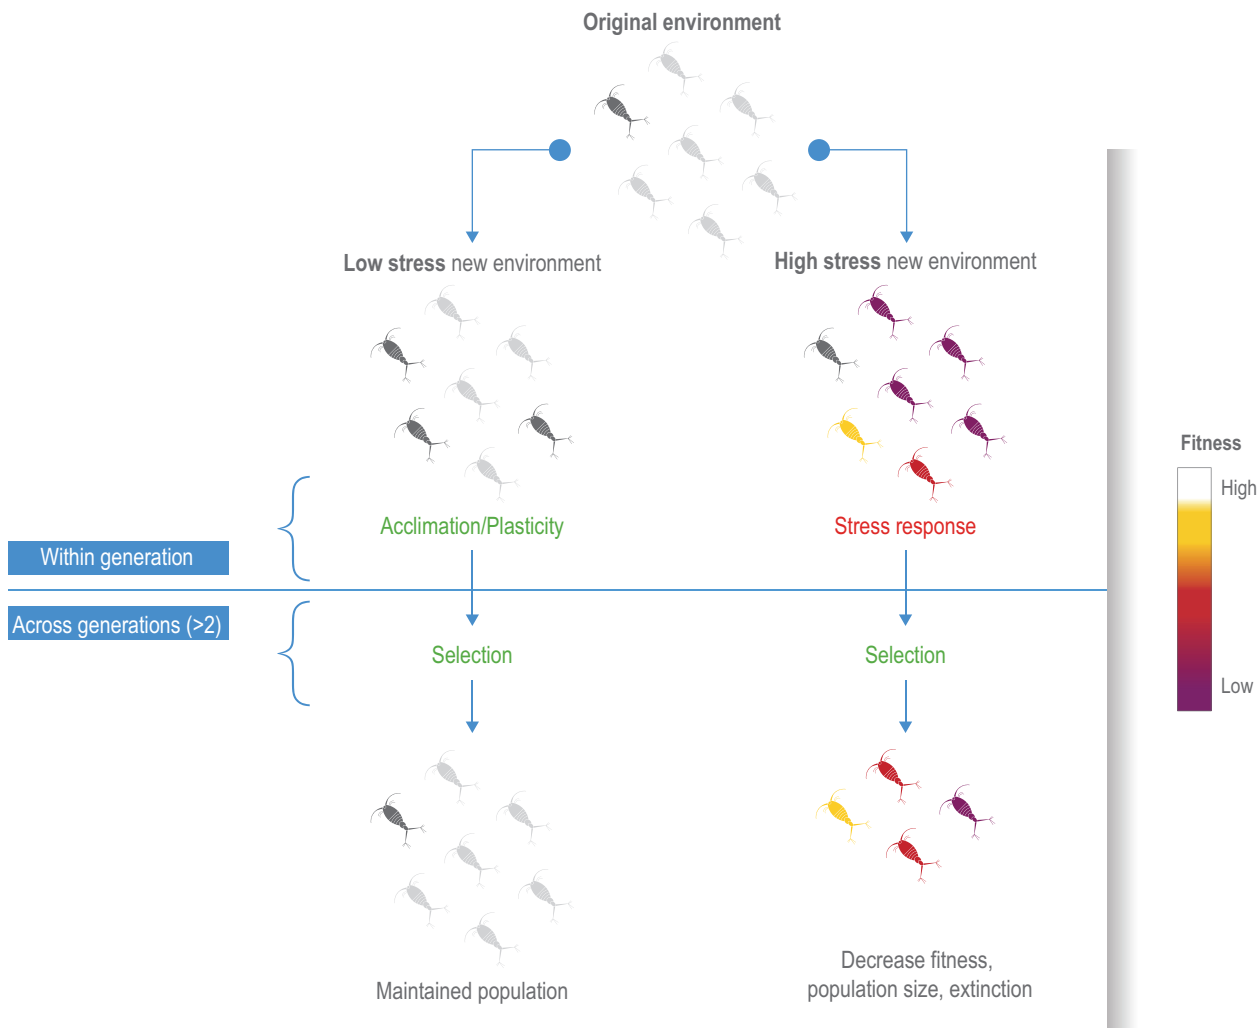 Original environment
Low stress new environment
High stress new environment
Fitness
High
Low
Acclimation/Plasticity
Stress response
Within generation
Across generations (>2)
Selection
Selection
Maintained population
Decrease fitness,
population size, extinction